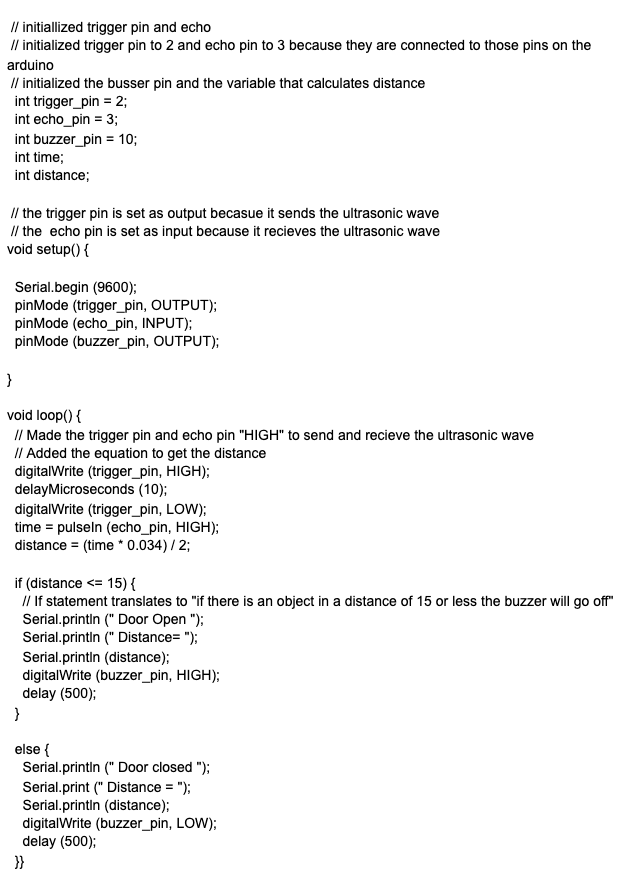 // initiallized trigger pin and echo
// initialized trigger pin to 2 and echo pin to 3 because they are connected to those pins on the
arduino
// initialized the busser pin and the variable that calculates distance
int trigger_pin = 2;
int echo_pin = 3;
int buzzer_pin = 10;
int time;
int distance;
// the trigger pin is set as output becasue it sends the ultrasonic wave
// the  echo pin is set as input because it recieves the ultrasonic wave
void setup() {
Serial.begin (9600);
pinMode (trigger_pin, OUTPUT);
pinMode (echo_pin, INPUT);
pinMode (buzzer_pin, OUTPUT);
}
void loop() {
// Made the trigger pin and echo pin "HIGH" to send and recieve the ultrasonic wave
// Added the equation to get the distance
digitalWrite (trigger_pin, HIGH);
delayMicroseconds (10);
digitalWrite (trigger_pin, LOW);
time = pulseIn (echo_pin, HIGH);
distance = (time * 0.034) / 2;
if (distance <= 15) {
// If statement translates to "if there is an object in a distance of 15 or less the buzzer will go off"
Serial.println (" Door Open ");
Serial.println (" Distance= ");
Serial.println (distance);
digitalWrite (buzzer_pin, HIGH);
delay (500);
}
else {
Serial.println (" Door closed ");
Serial.print (" Distance = ");
Serial.println (distance);
digitalWrite (buzzer_pin, LOW);
delay (500);
}}